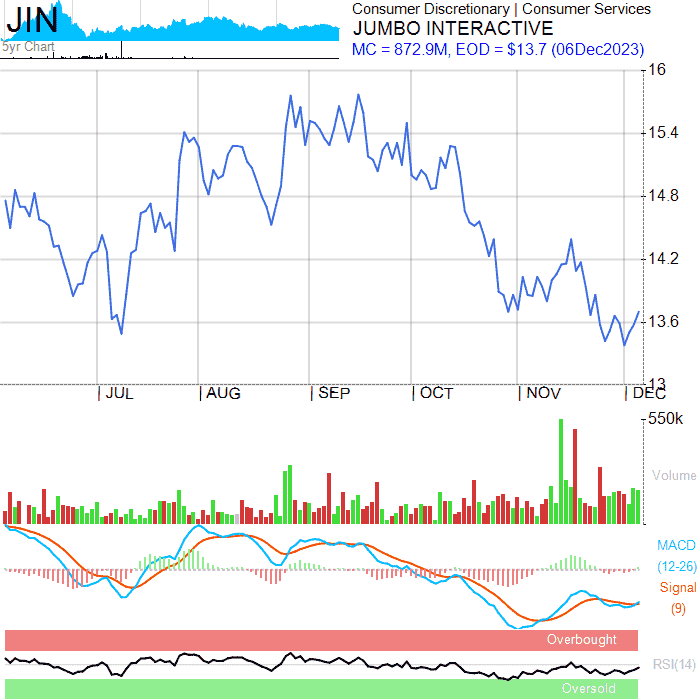 JIN
5yr Chart
Consumer Discretionary | Consumer Services
JUMBO INTERACTIVE
MC = 872.9M, EOD = $13.7 (06Dec2023)
16
15.4
14.8
14.2
13.6
13
JUL AUG SEP OCT NOV DEC
550k
Volume
MACD
(12-26)
Signal
(9)
Overbought
RSI(14)
Oversold